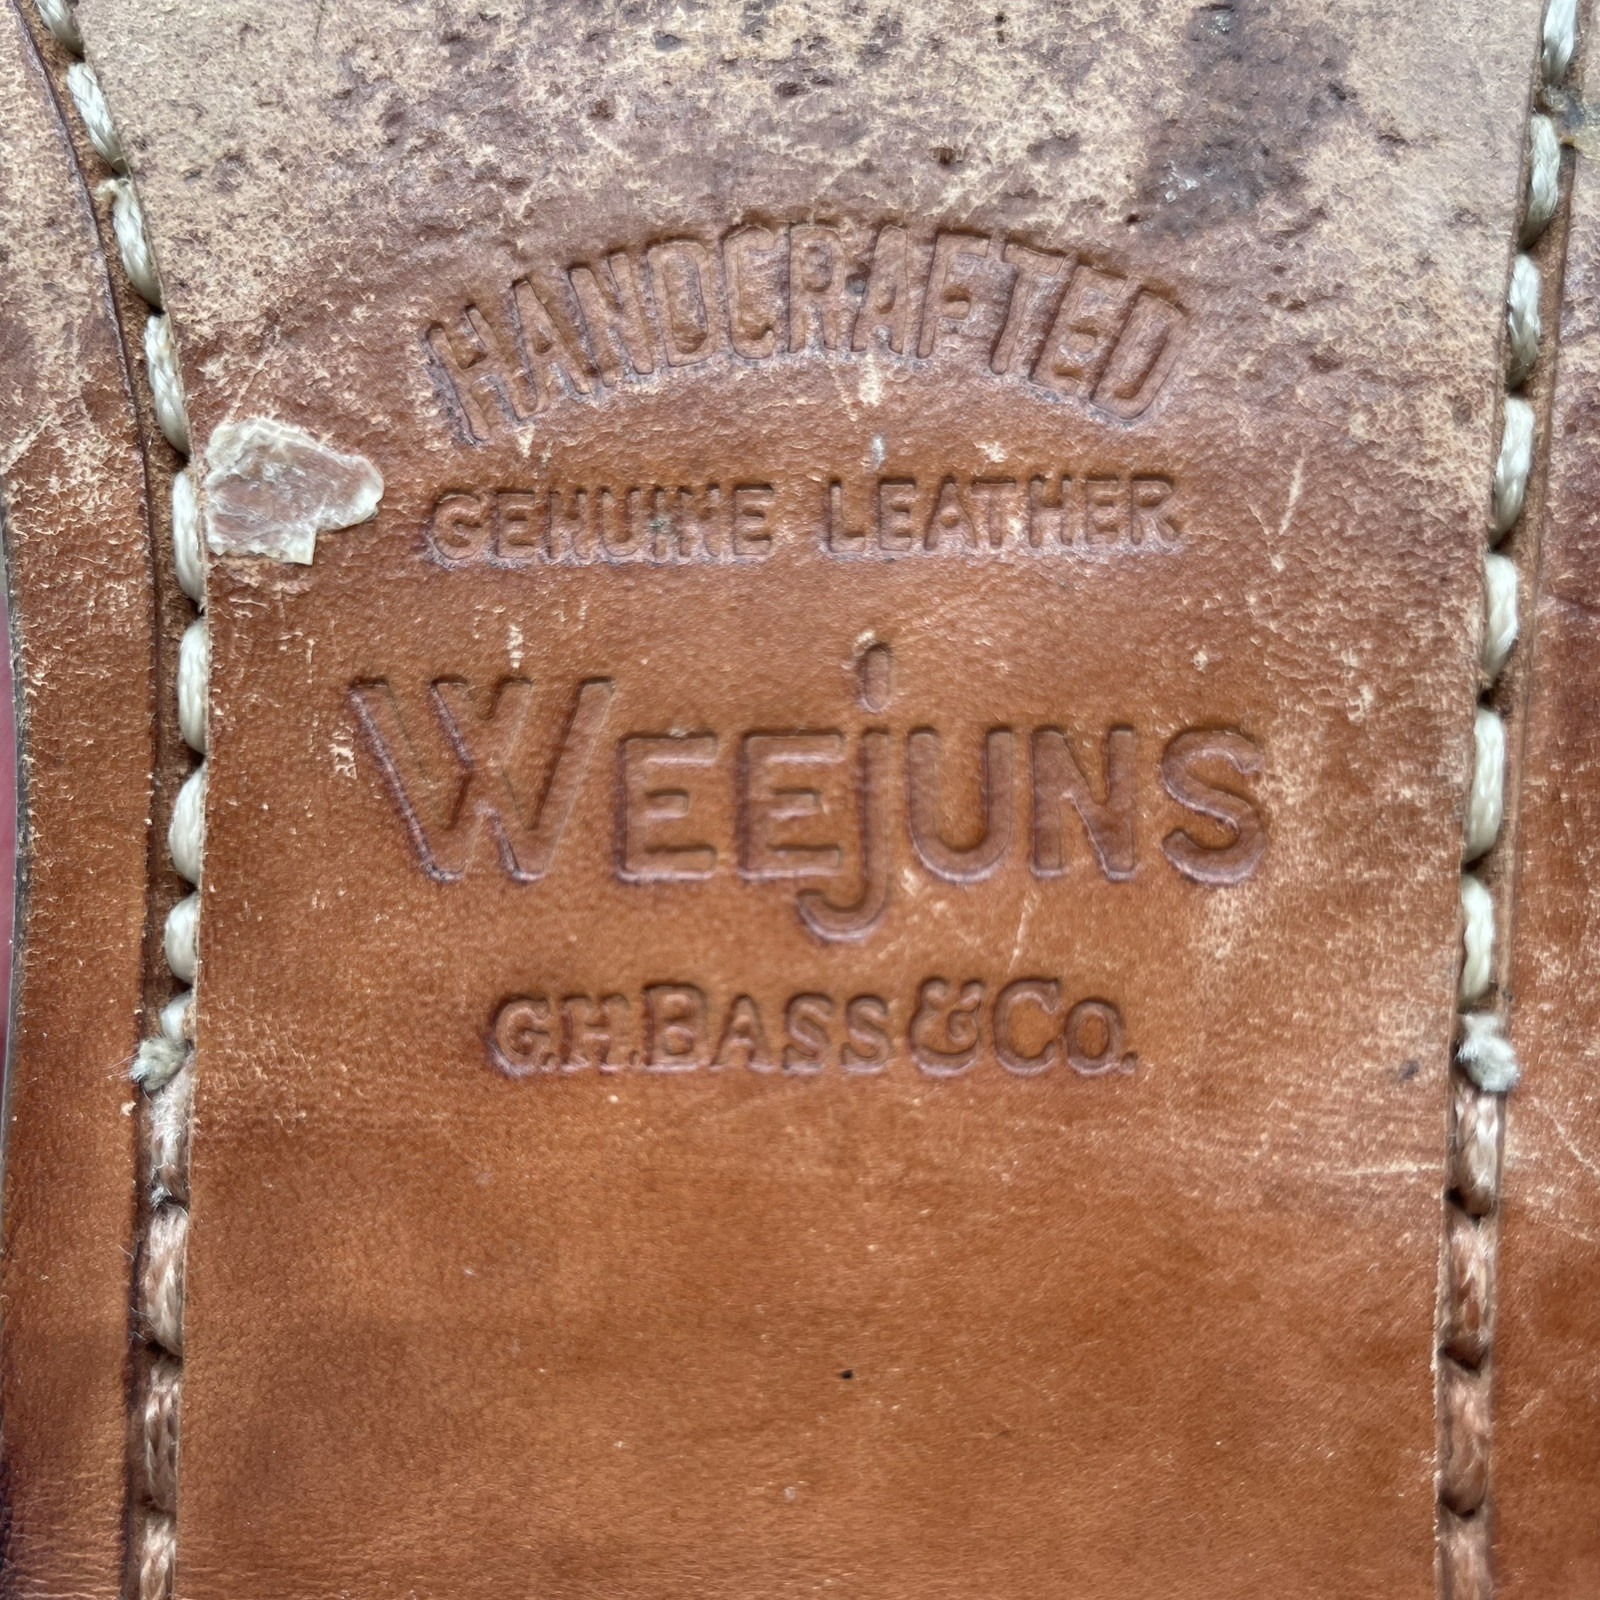 HANDCRAFTED
GENUINE LEATHER
WEEjUNS
G.H.BASS&CO.